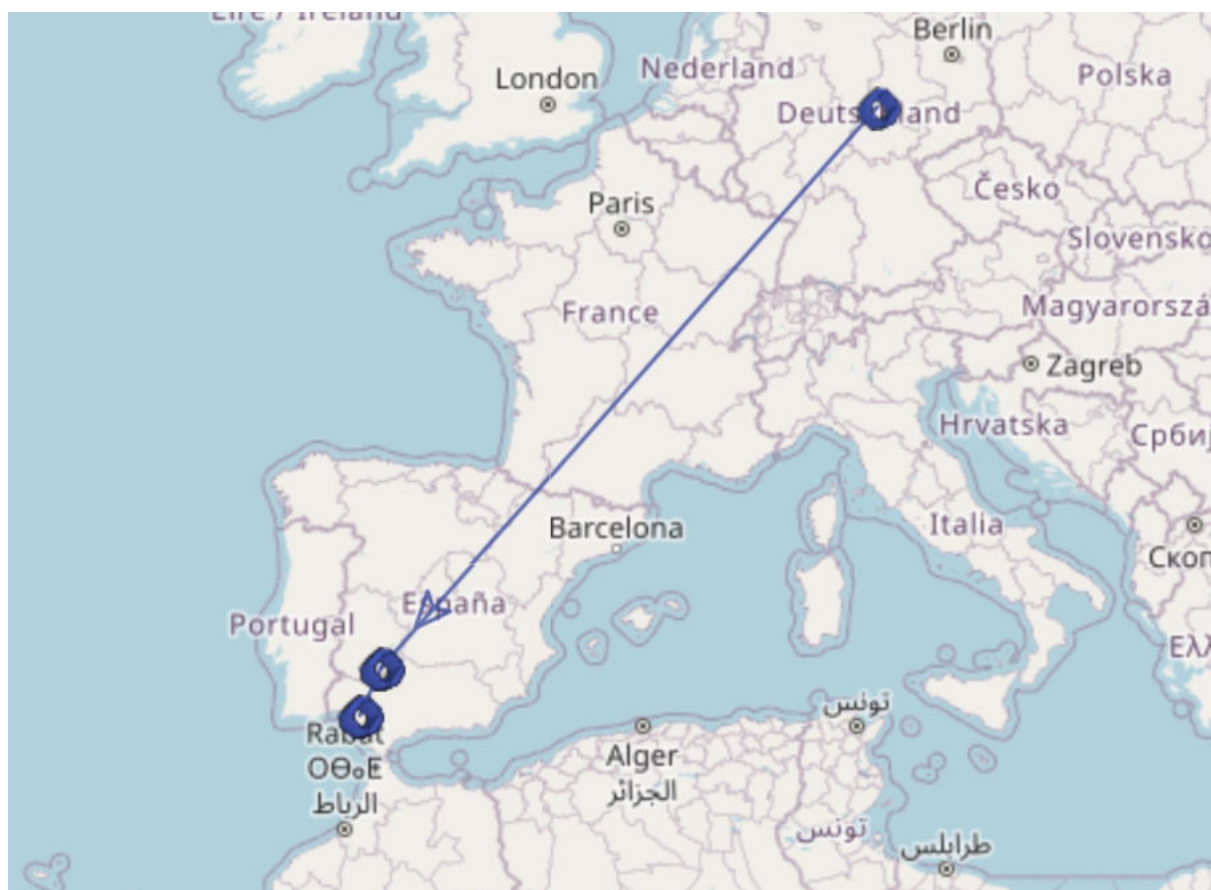 Éire / Ireland
Berlin
London
Nederland
Polska
Deutschland
Česko
Paris
Slovensko
France
Magyarorszá
Zagreb
Hrvatska
Србиј
Barcelona
Italia
Скоп
España
Portugal
Ελλ
Rabat
ⵔⴱⴰⵟ
الرباط
Alger
الجزائر
تونس
تونس
طرابلس